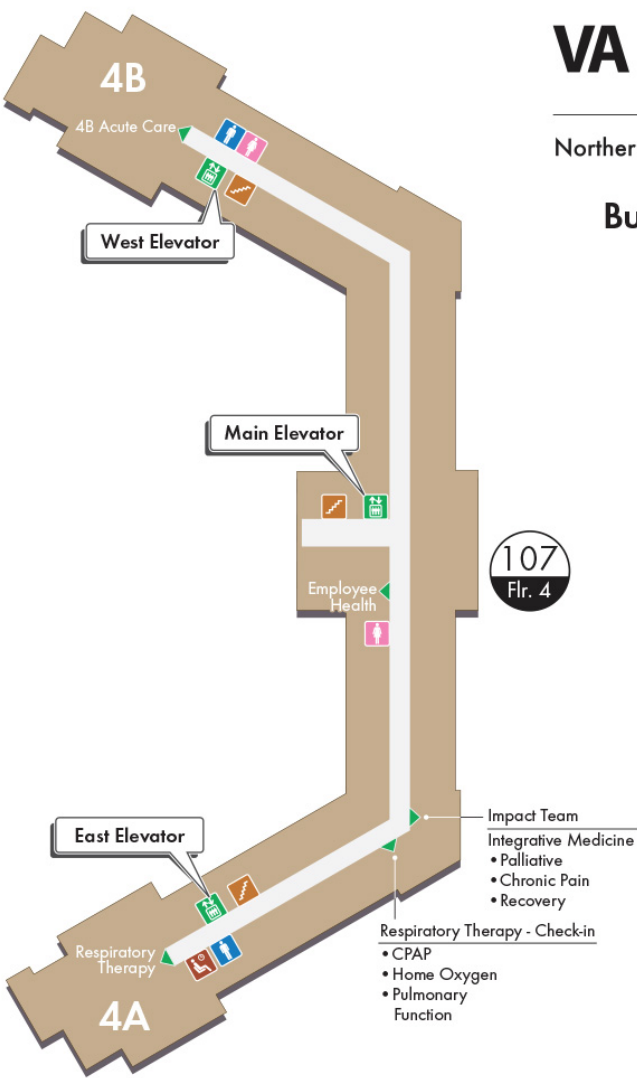 VA
Norther
Bu
4B
4B Acute Care
West Elevator
Main Elevator
107
Flr. 4
Employee
Health
East Elevator
Impact Team
Integrative Medicine
• Palliative
• Chronic Pain
• Recovery
Respiratory Therapy - Check-in
• CPAP
• Home Oxygen
• Pulmonary
Function
Respiratory
Therapy
4A